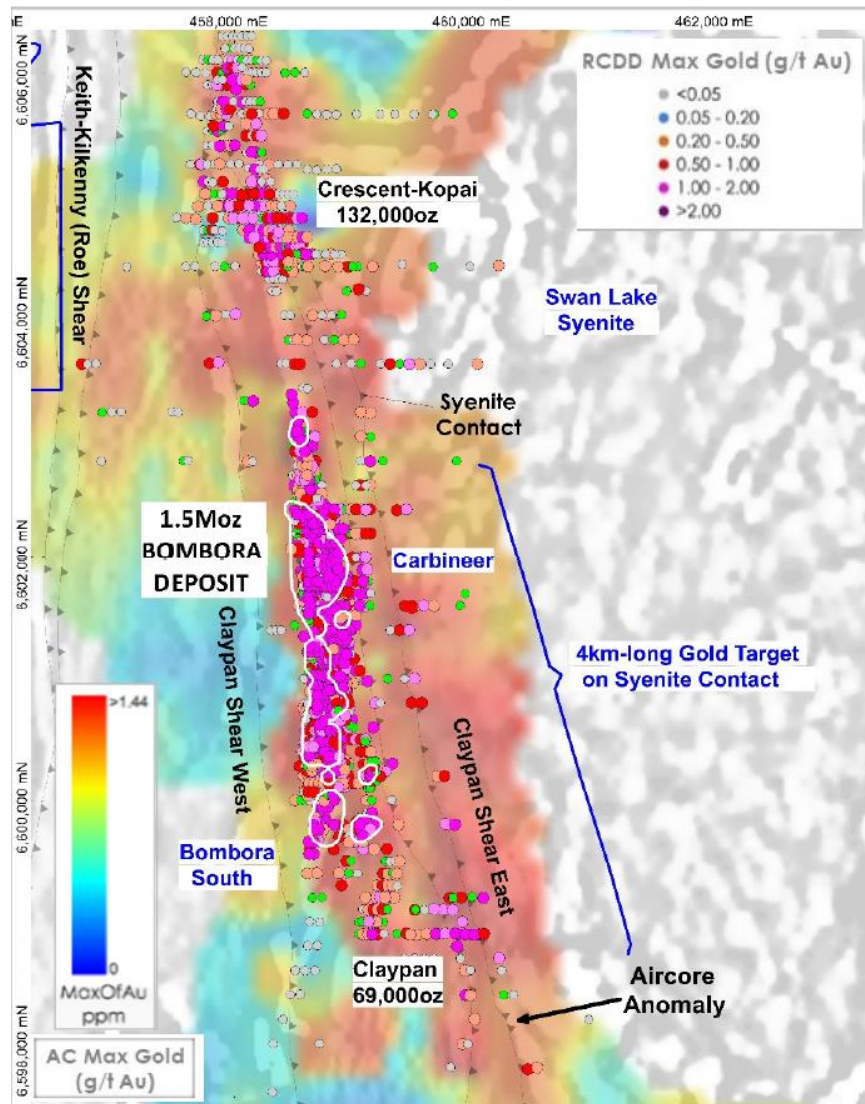 mE
458,000 mE
460,000 mE
462,000 mE
6,606,000 mN
Keith-Kilkenny (Roe) Shear
RCDD Max Gold (g/t Au)
<0.05
0.05 - 0.20
0.20 - 0.50
0.50 - 1.00
1.00 - 2.00
>2.00
Crescent-Kopai
132,000oz
Swan Lake
Syenite
6,604,000 mN
Syenite
Contact
1.5Moz
BOMBORA
DEPOSIT
Carbineer
6,602,000 mN
Claypan Shear West
4km-long Gold Target
on Syenite Contact
>1.44
0
MaxOfAu
ppm
Claypan Shear East
6,600,000 mN
Bombora
South
Claypan
69,000oz
Aircore
Anomaly
AC Max Gold
(g/t Au)
6,598,000 mN